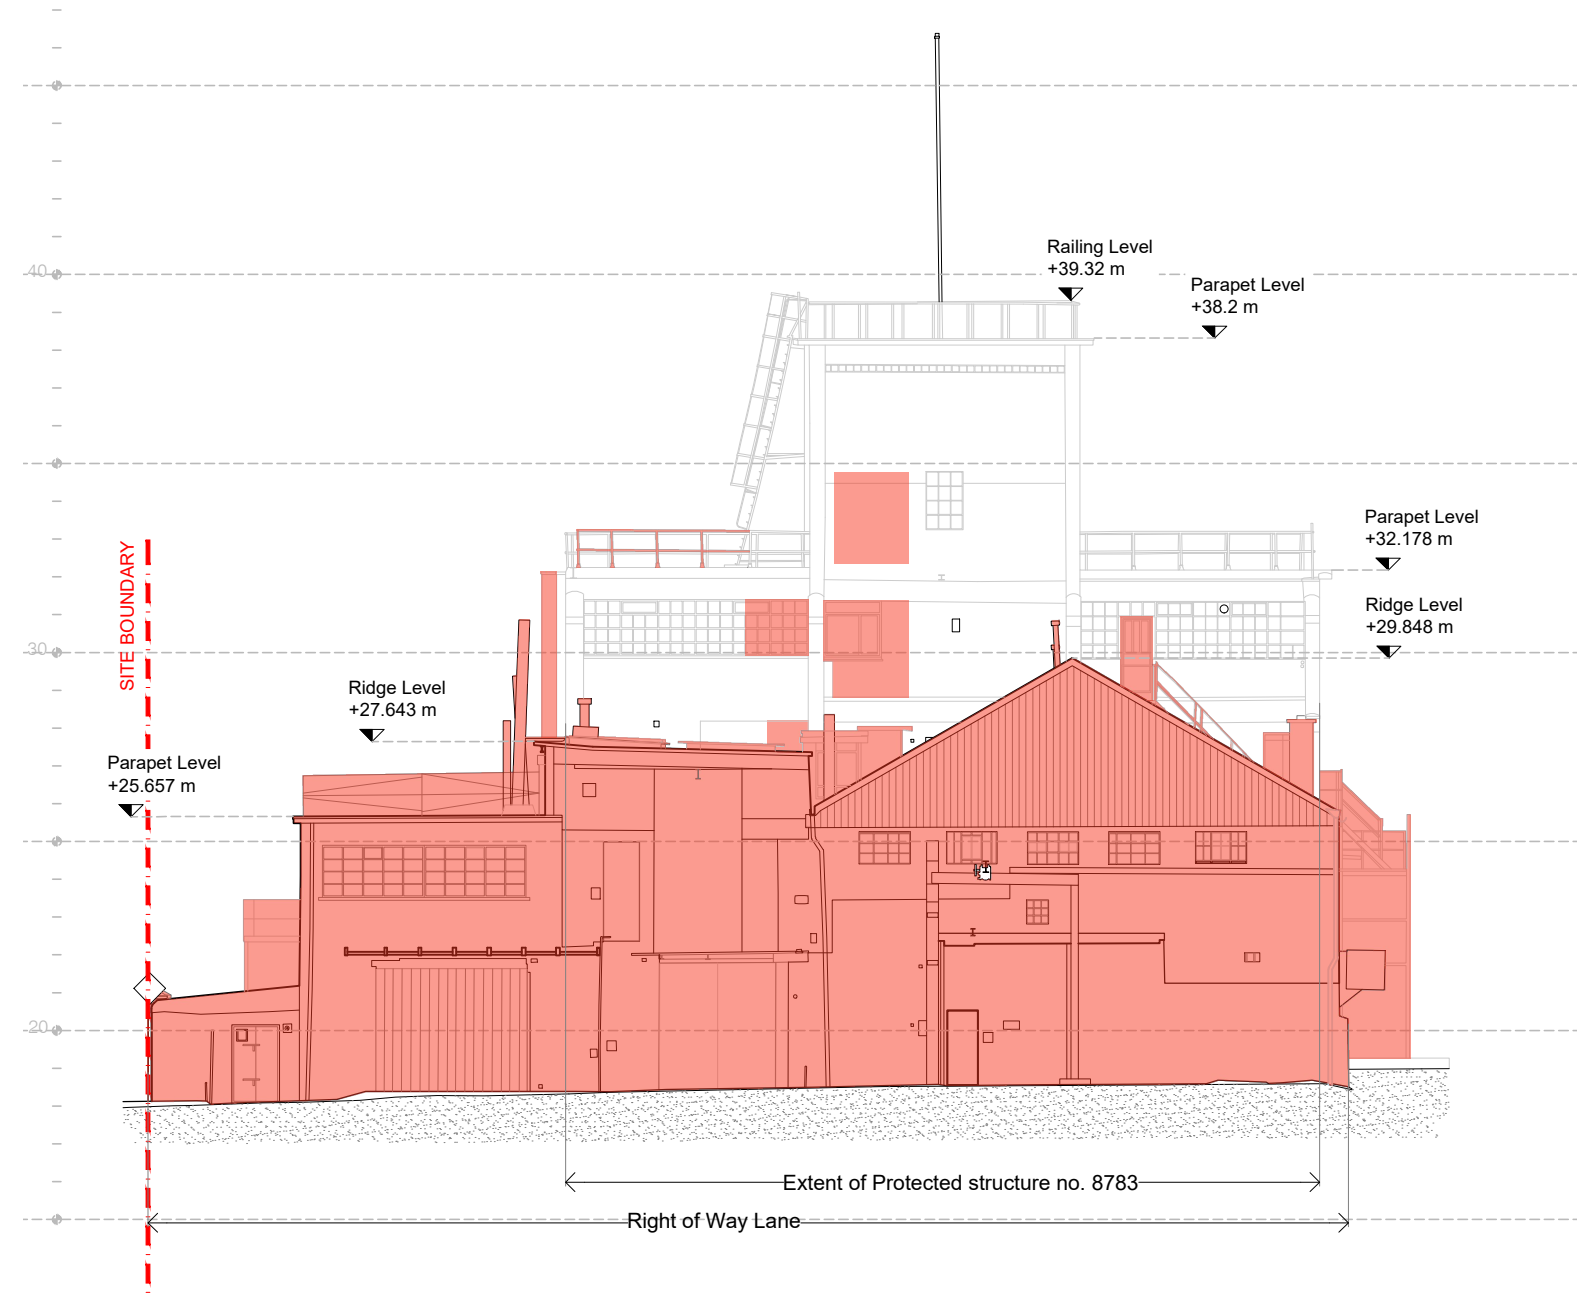 40
Railing Level
+39.32 m
Parapet Level
+38.2 m
Parapet Level
+32.178 m
SITE BOUNDARY
Ridge Level
+29.848 m
30
Ridge Level
+27.643 m
Parapet Level
+25.657 m
20
Extent of Protected structure no. 8783
Right of Way Lane